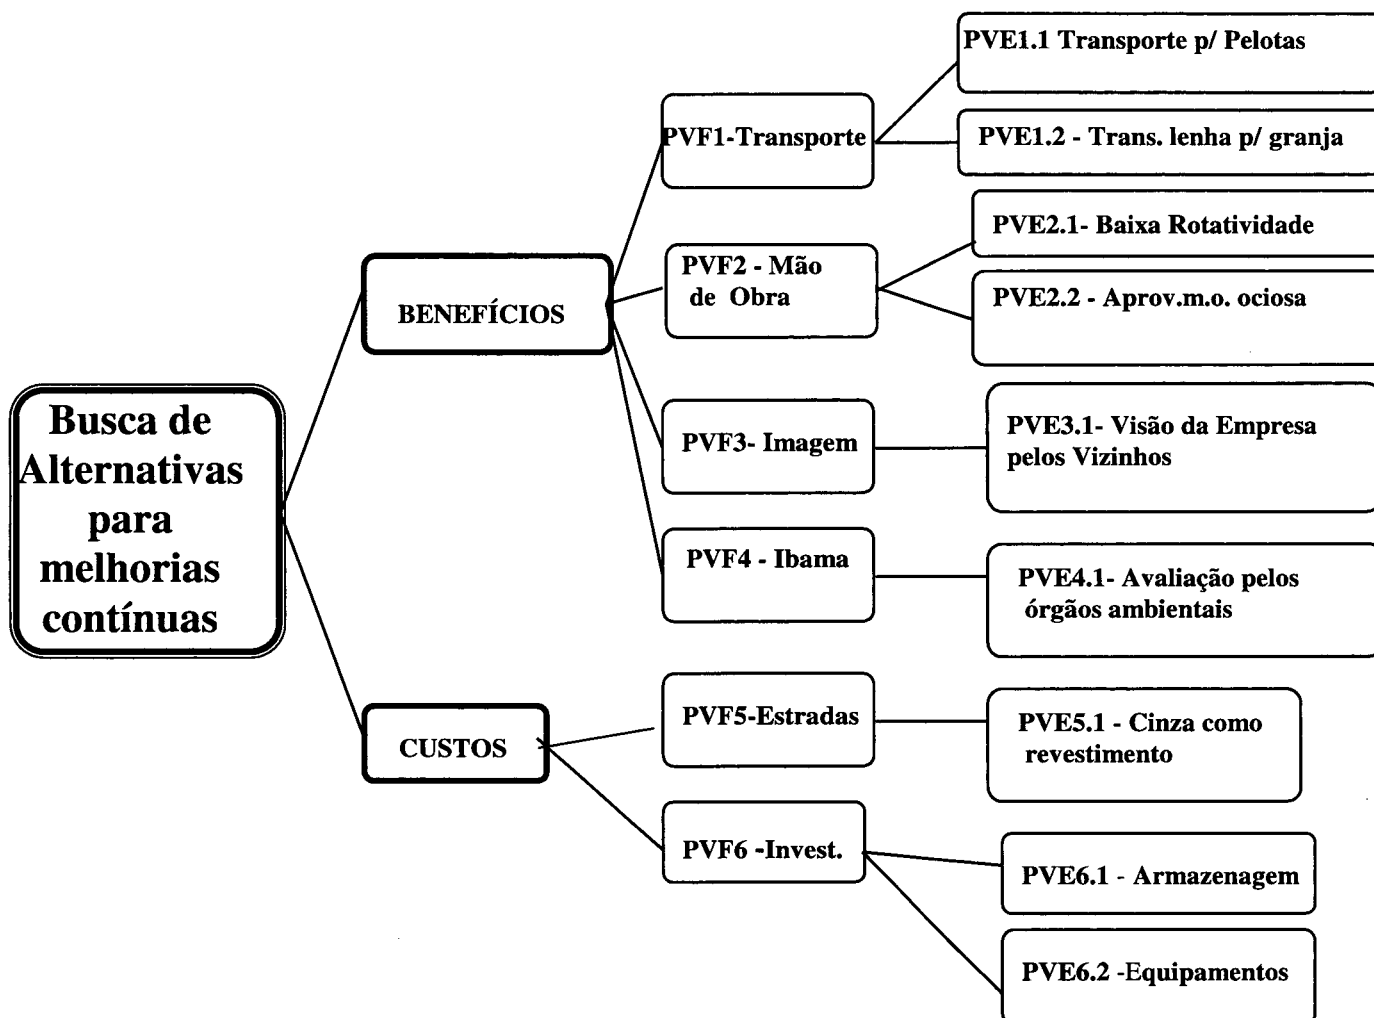 Busca de
Alternativas
para
melhorias
contínuas
BENEFÍCIOS
CUSTOS
PVF1-Transporte
PVF2 - Mão
de Obra
PVF3- Imagem
PVF4 - Ibama
PVF5-Estradas
PVF6 -Invest.
PVE1.1 Transporte p/ Pelotas
PVE1.2 - Trans. lenha p/ granja
PVE2.1- Baixa Rotatividade
PVE2.2 - Aprov.m.o. ociosa
PVE3.1- Visão da Empresa
pelos Vizinhos
PVE4.1- Avaliação pelos
órgãos ambientais
PVE5.1 - Cinza como
revestimento
PVE6.1 - Armazenagem
PVE6.2 -Equipamentos